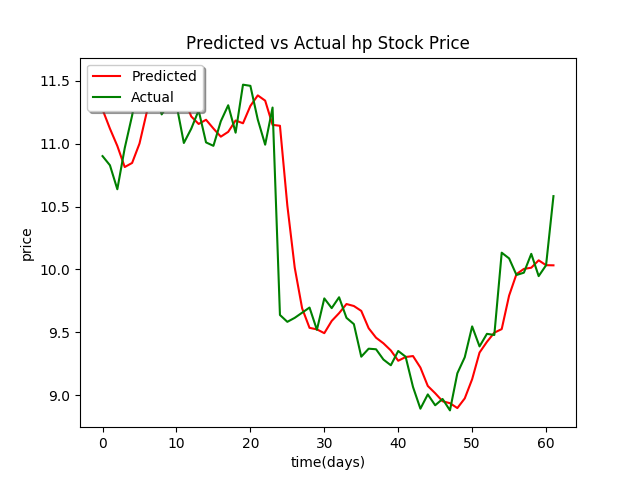 Predicted vs Actual hp Stock Price
Predicted
Actual
11.5
11.0
10.5
10.0
9.5
9.0
price
0 10 20 30 40 50 60
time(days)